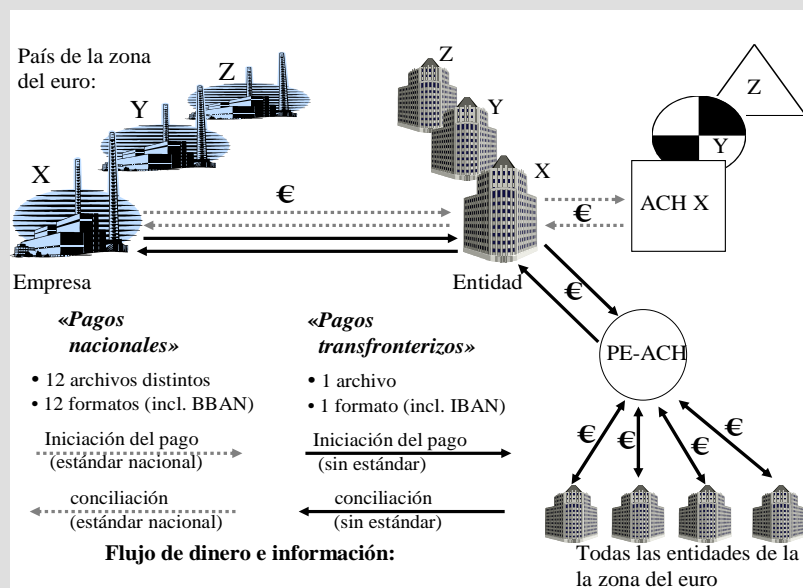 País de la zona
del euro:
Z
Y
X
Empresa
€
Z
Y
X
Entidad
Z
Y
ACH X
€
€
PE-ACH
€
€
€
€
Todas las entidades de la
la zona del euro
«Pagos
nacionales»
• 12 archivos distintos
• 12 formatos (incl. BBAN)
Iniciación del pago
(estándar nacional)
conciliación
(estándar nacional)
«Pagos
transfronterizos»
• 1 archivo
• 1 formato (incl. IBAN)
Iniciación del pago
(sin estándar)
conciliación
(sin estándar)
Flujo de dinero e información: